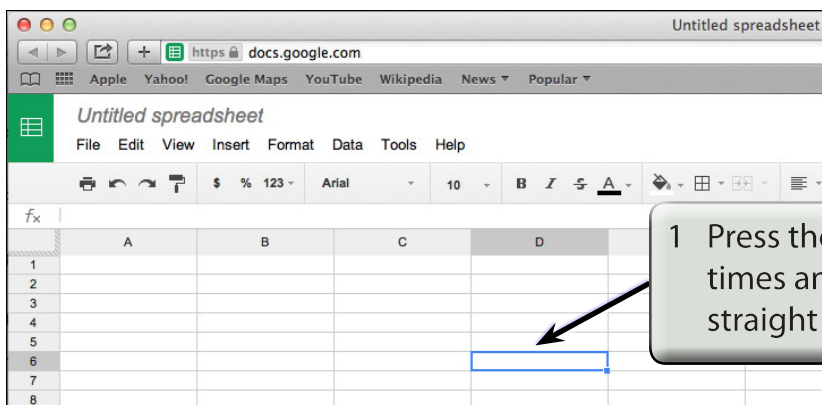 Untitled spreadsheet
https docs.google.com
Apple Yahoo! Google Maps YouTube Wikipedia News Popular
Untitled spreadsheet
File Edit View Insert Format Data Tools Help
$ % 123 Arial 10 B I S A
fx
A B C D
1
2
3
4
5
6
7
8
1 Press the
times
straight